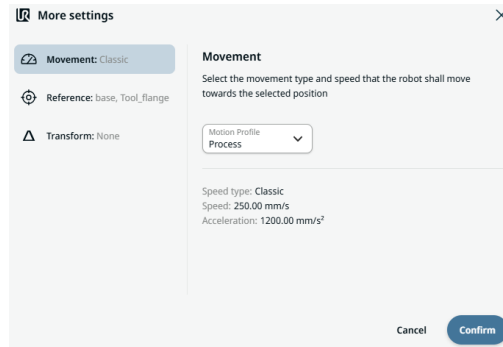 More settings
Movement: Classic
Reference: base, Tool_flange
Transform: None
Movement
Select the movement type and speed that the robot shall move
towards the selected position
Motion Profile
Process
Speed type: Classic
Speed: 250.00 mm/s
Acceleration: 1200.00 mm/s²
Cancel
Confirm